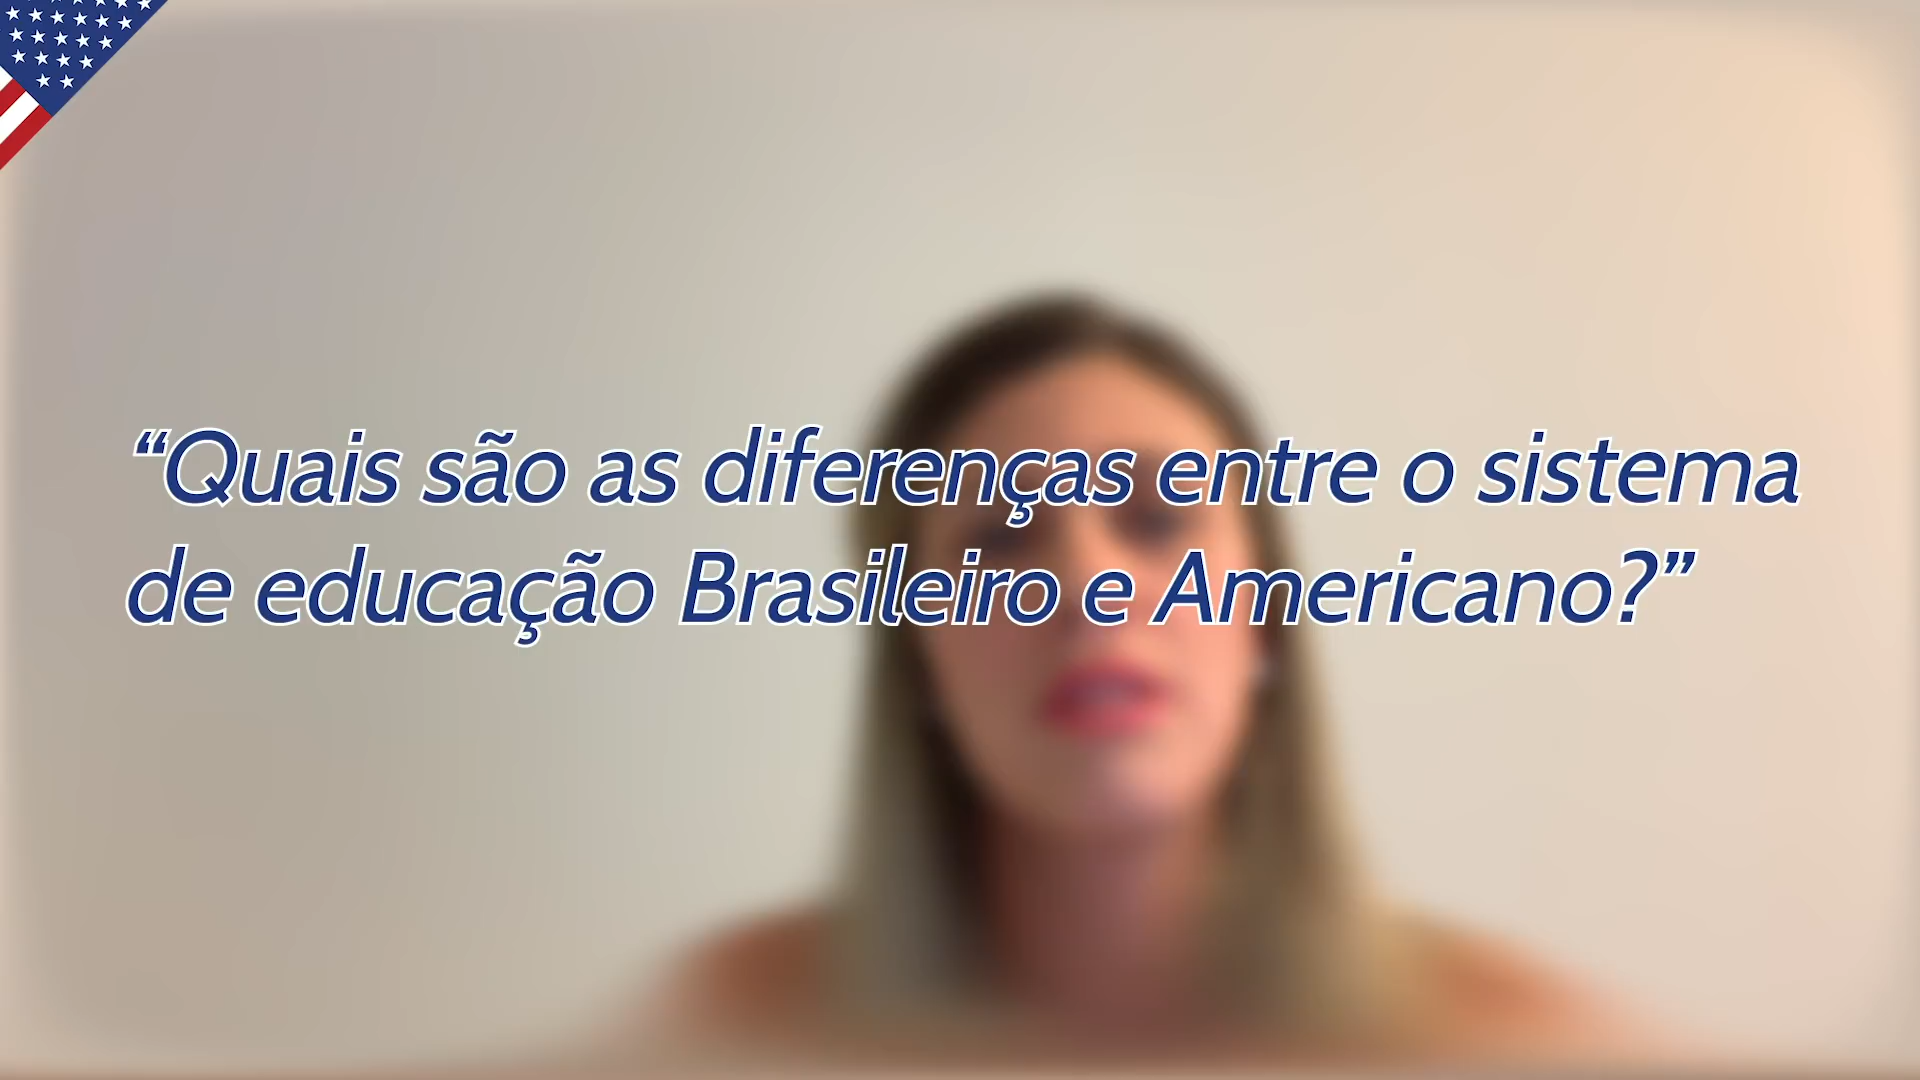 “Quais são as diferenças entre o sistema
de educação Brasileiro e Americano?”